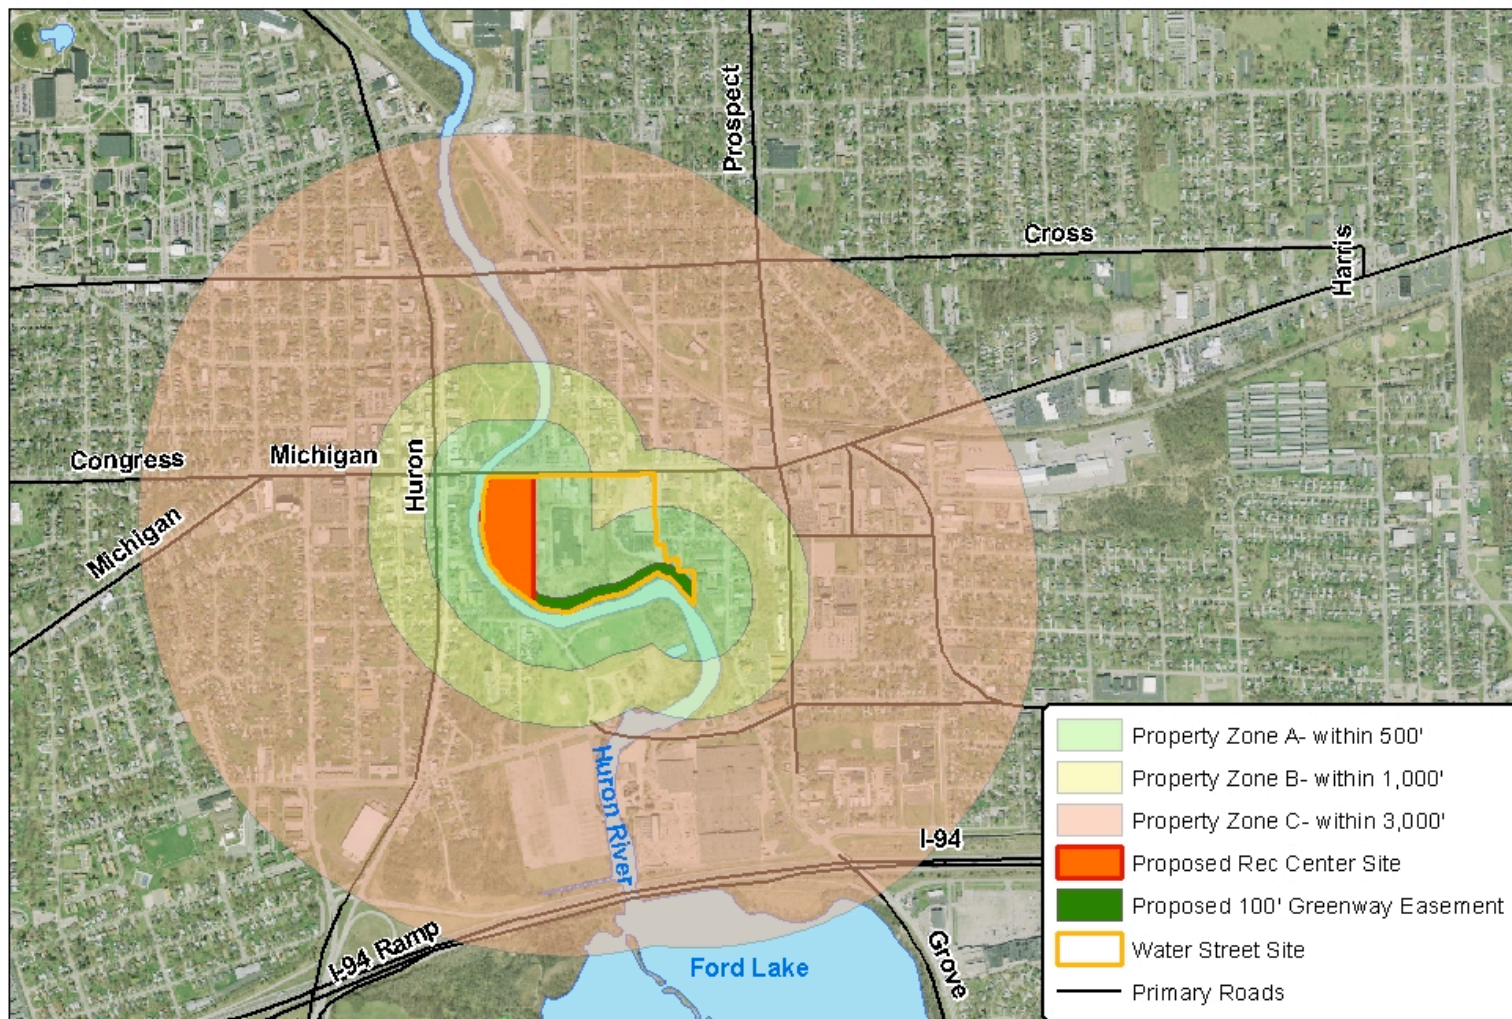 Prospect
Cross
Harris
Congress
Michigan
Huron
Michigan
Huron River
I-94
I-94 Ramp
Ford Lake
Grove
Property Zone A- within 500'
Property Zone B- within 1,000'
Property Zone C- within 3,000'
Proposed Rec Center Site
Proposed 100' Greenway Easement
Water Street Site
Primary Roads